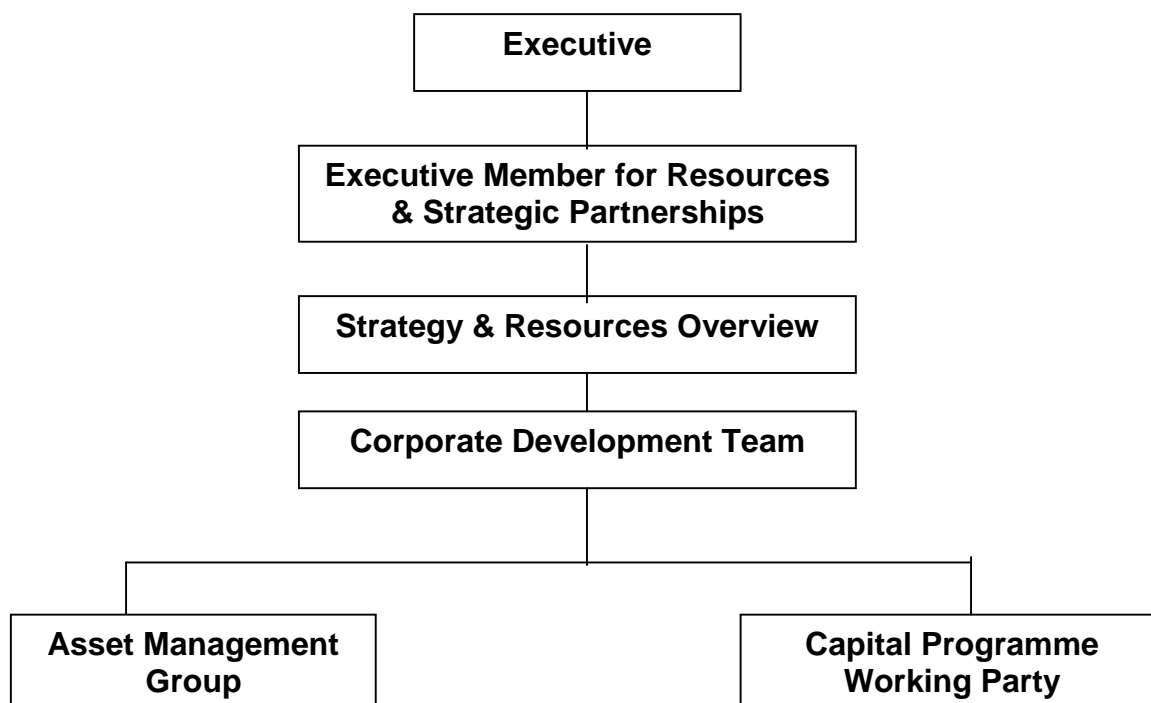 Executive
Executive Member for Resources
& Strategic Partnerships
Strategy & Resources Overview
Corporate Development Team
Asset Management
Group
Capital Programme
Working Party